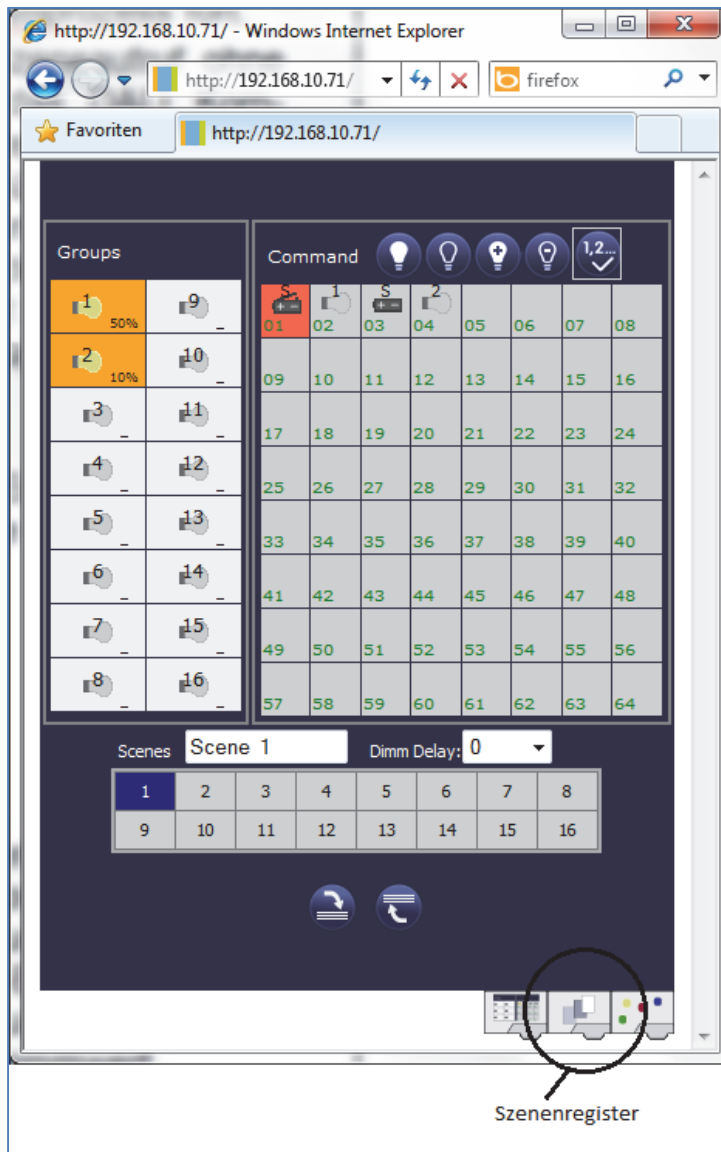 http://192.168.10.71/ - Windows Internet Explorer
http://192.168.10.71/ firefox
Favoriten http://192.168.10.71/
Groups
1 50% 9 _
2 10% 10 _
3 _ 11 _
4 _ 12 _
5 _ 13 _
6 _ 14 _
7 _ 15 _
8 _ 16 _
Command 1,2...
S 1 S 2
01 02 03 04 05 06 07 08
09 10 11 12 13 14 15 16
17 18 19 20 21 22 23 24
25 26 27 28 29 30 31 32
33 34 35 36 37 38 39 40
41 42 43 44 45 46 47 48
49 50 51 52 53 54 55 56
57 58 59 60 61 62 63 64
Scenes Scene 1 Dimm Delay: 0
1 2 3 4 5 6 7 8
9 10 11 12 13 14 15 16
Szenenregister